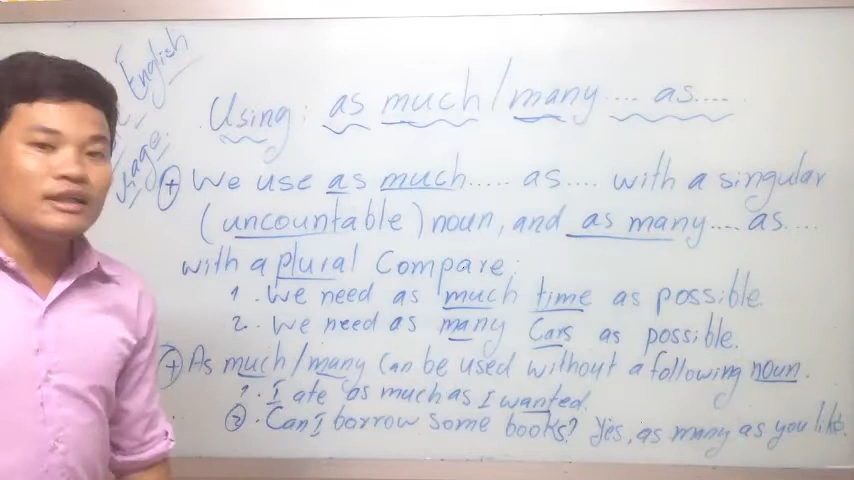 English
Usage:
Using: as much/many .... as....
+ We use as much..... as.... with a singular
(uncountable) noun, and as many.... as....
with a plural Compare:
1. We need as much time as possible.
2. We need as many Cars as possible.
+ As much/many Can be used without a following noun.
1. I ate as much as I wanted.
2. Can I borrow some books? Yes, as many as you like.